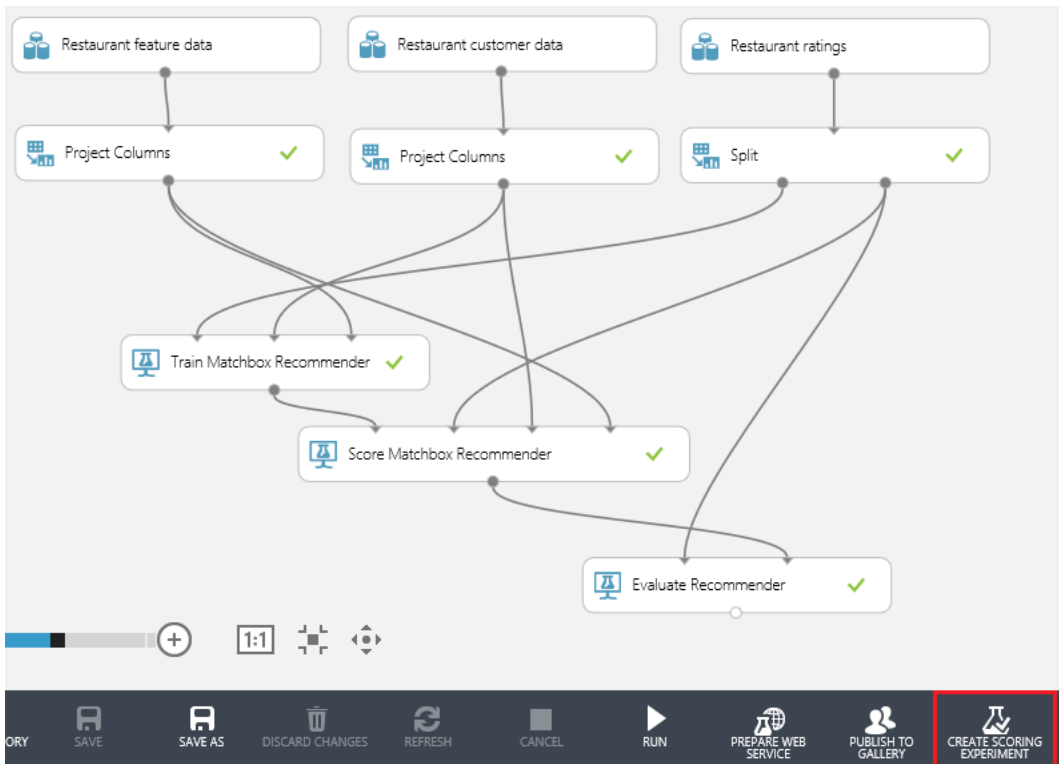 Restaurant feature data
Restaurant customer data
Restaurant ratings
Project Columns
Project Columns
Split
Train Matchbox Recommender
Score Matchbox Recommender
Evaluate Recommender
1:1
ORY
SAVE
SAVE AS
DISCARD CHANGES
REFRESH
CANCEL
RUN
PREPARE WEB
SERVICE
PUBLISH TO
GALLERY
CREATE SCORING
EXPERIMENT